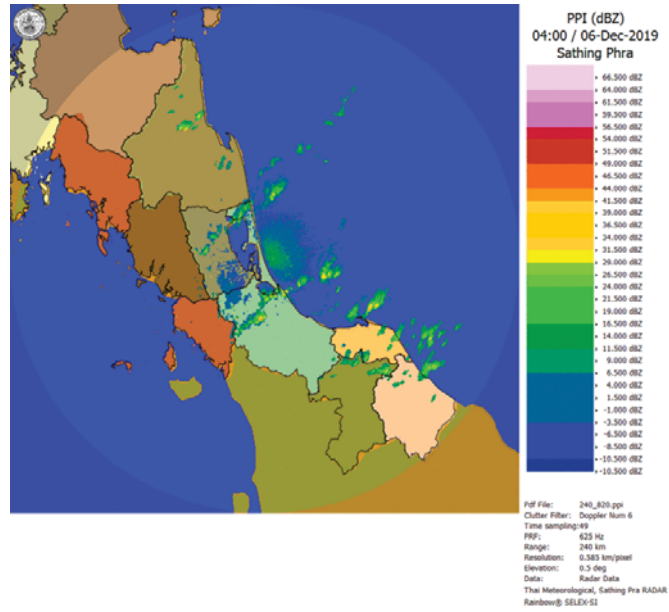 PPI (dBZ)
04:00 / 06-Dec-2019
Sathing Phra
66.500 dBZ
64.000 dBZ
61.500 dBZ
59.300 dBZ
56.500 dBZ
54.000 dBZ
51.500 dBZ
49.000 dBZ
46.500 dBZ
44.000 dBZ
41.500 dBZ
39.000 dBZ
36.500 dBZ
34.000 dBZ
31.500 dBZ
29.000 dBZ
26.500 dBZ
24.000 dBZ
21.500 dBZ
19.000 dBZ
16.500 dBZ
14.000 dBZ
11.500 dBZ
9.000 dBZ
6.500 dBZ
4.000 dBZ
1.500 dBZ
-1.000 dBZ
-3.500 dBZ
-6.500 dBZ
-8.500 dBZ
-10.500 dBZ
-10.500 dBZ
Pdf File: 240_820.ppi
Clutter Filter: Doppler Num 6
Time sampling:49
PRF: 625 Hz
Range: 240 km
Resolution: 0.585 km/pixel
Elevation: 0.5 deg
Data: Radar Data
Thai Meteorological, Sathing Pra RADAR
Rainbow® SELEX-SI